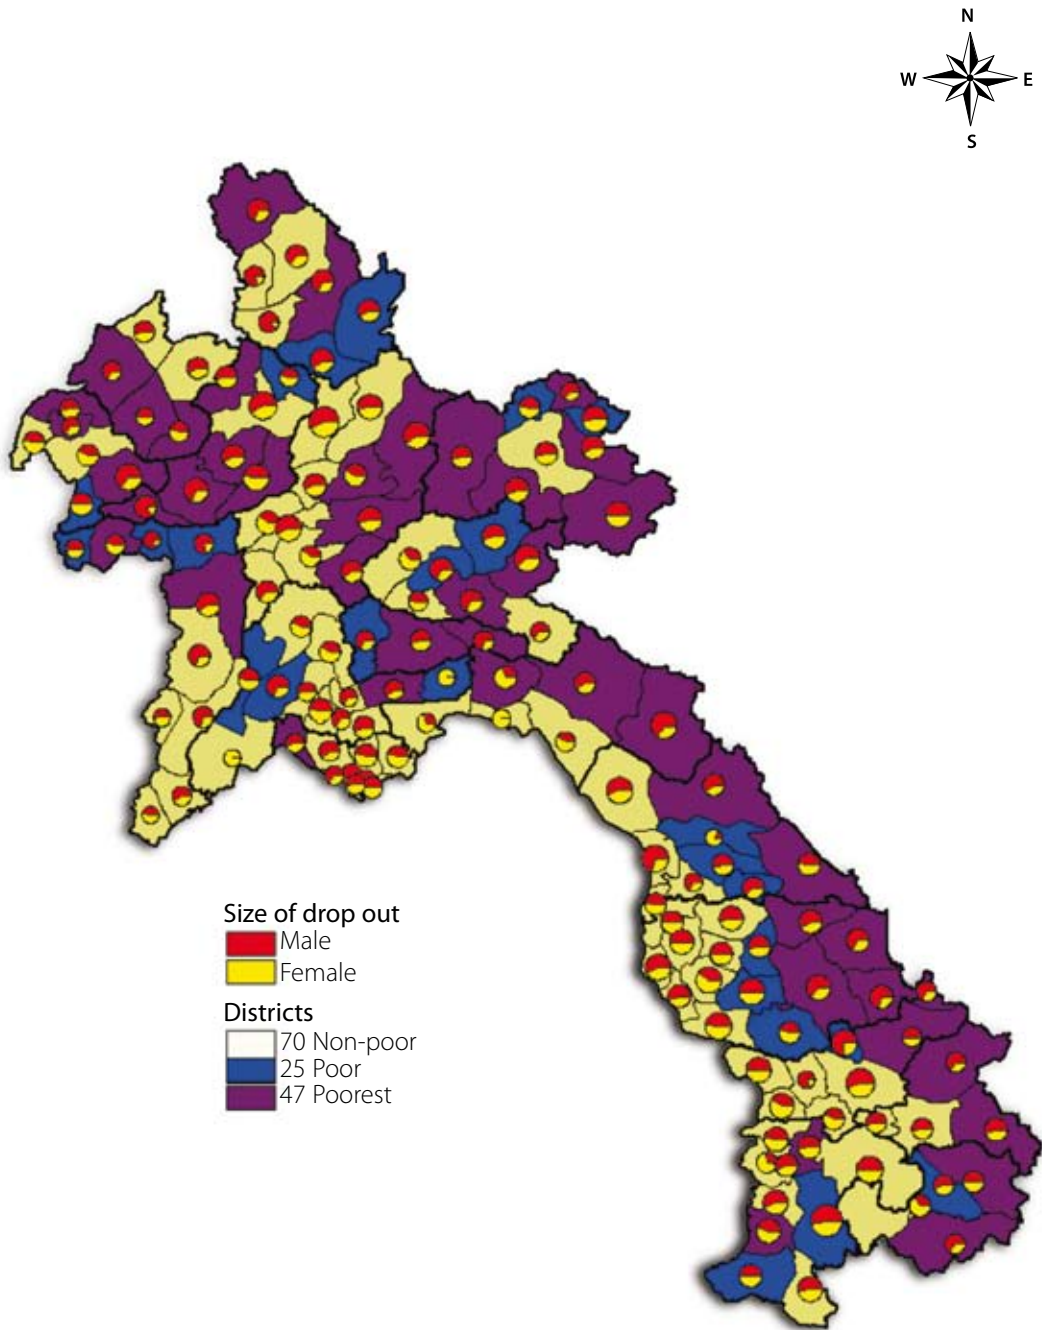 N
W E
S
Size of drop out
Male
Female
Districts
70 Non-poor
25 Poor
47 Poorest